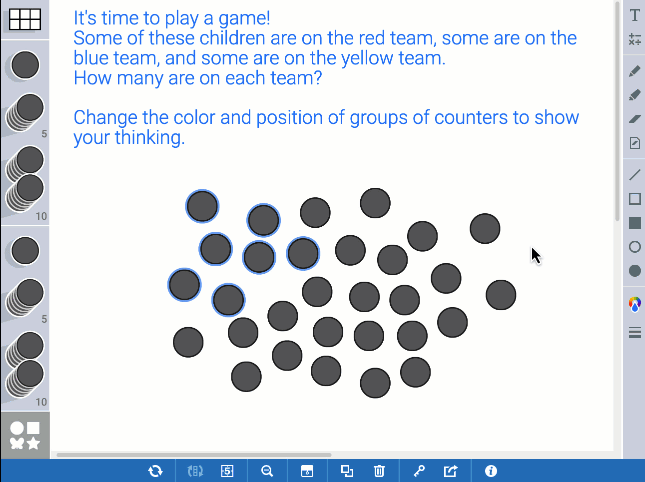 It's time to play a game!
Some of these children are on the red team, some are on the
blue team, and some are on the yellow team.
How many are on each team?
Change the color and position of groups of counters to show
your thinking.
5
10
5
10
T
5